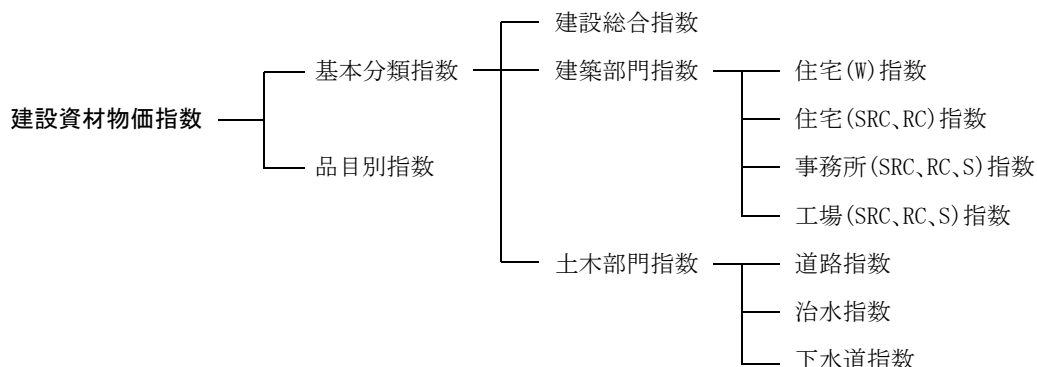 建設総合指数
基本分類指数
建築部門指数
住宅(W)指数
建設資材物価指数
住宅(SRC、RC)指数
品目別指数
事務所(SRC、RC、S)指数
工場(SRC、RC、S)指数
土木部門指数
道路指数
治水指数
下水道指数